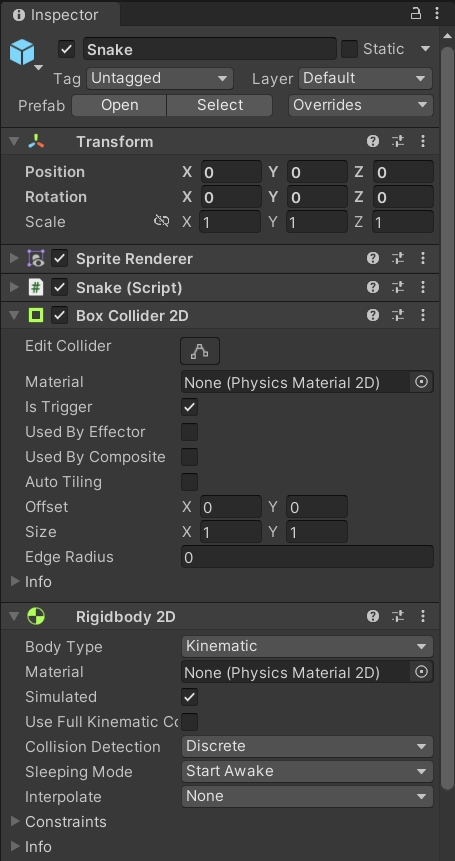 Inspector
Snake Static
Tag Untagged Layer Default
Prefab Open Select Overrides
Transform
Position X 0 Y 0 Z 0
Rotation X 0 Y 0 Z 0
Scale X 1 Y 1 Z 1
Sprite Renderer
# Snake (Script)
Box Collider 2D
Edit Collider
Material None (Physics Material 2D)
Is Trigger
Used By Effector
Used By Composite
Auto Tiling
Offset X 0 Y 0
Size X 1 Y 1
Edge Radius 0
Info
Rigidbody 2D
Body Type Kinematic
Material None (Physics Material 2D)
Simulated
Use Full Kinematic Co
Collision Detection Discrete
Sleeping Mode Start Awake
Interpolate None
Constraints
Info